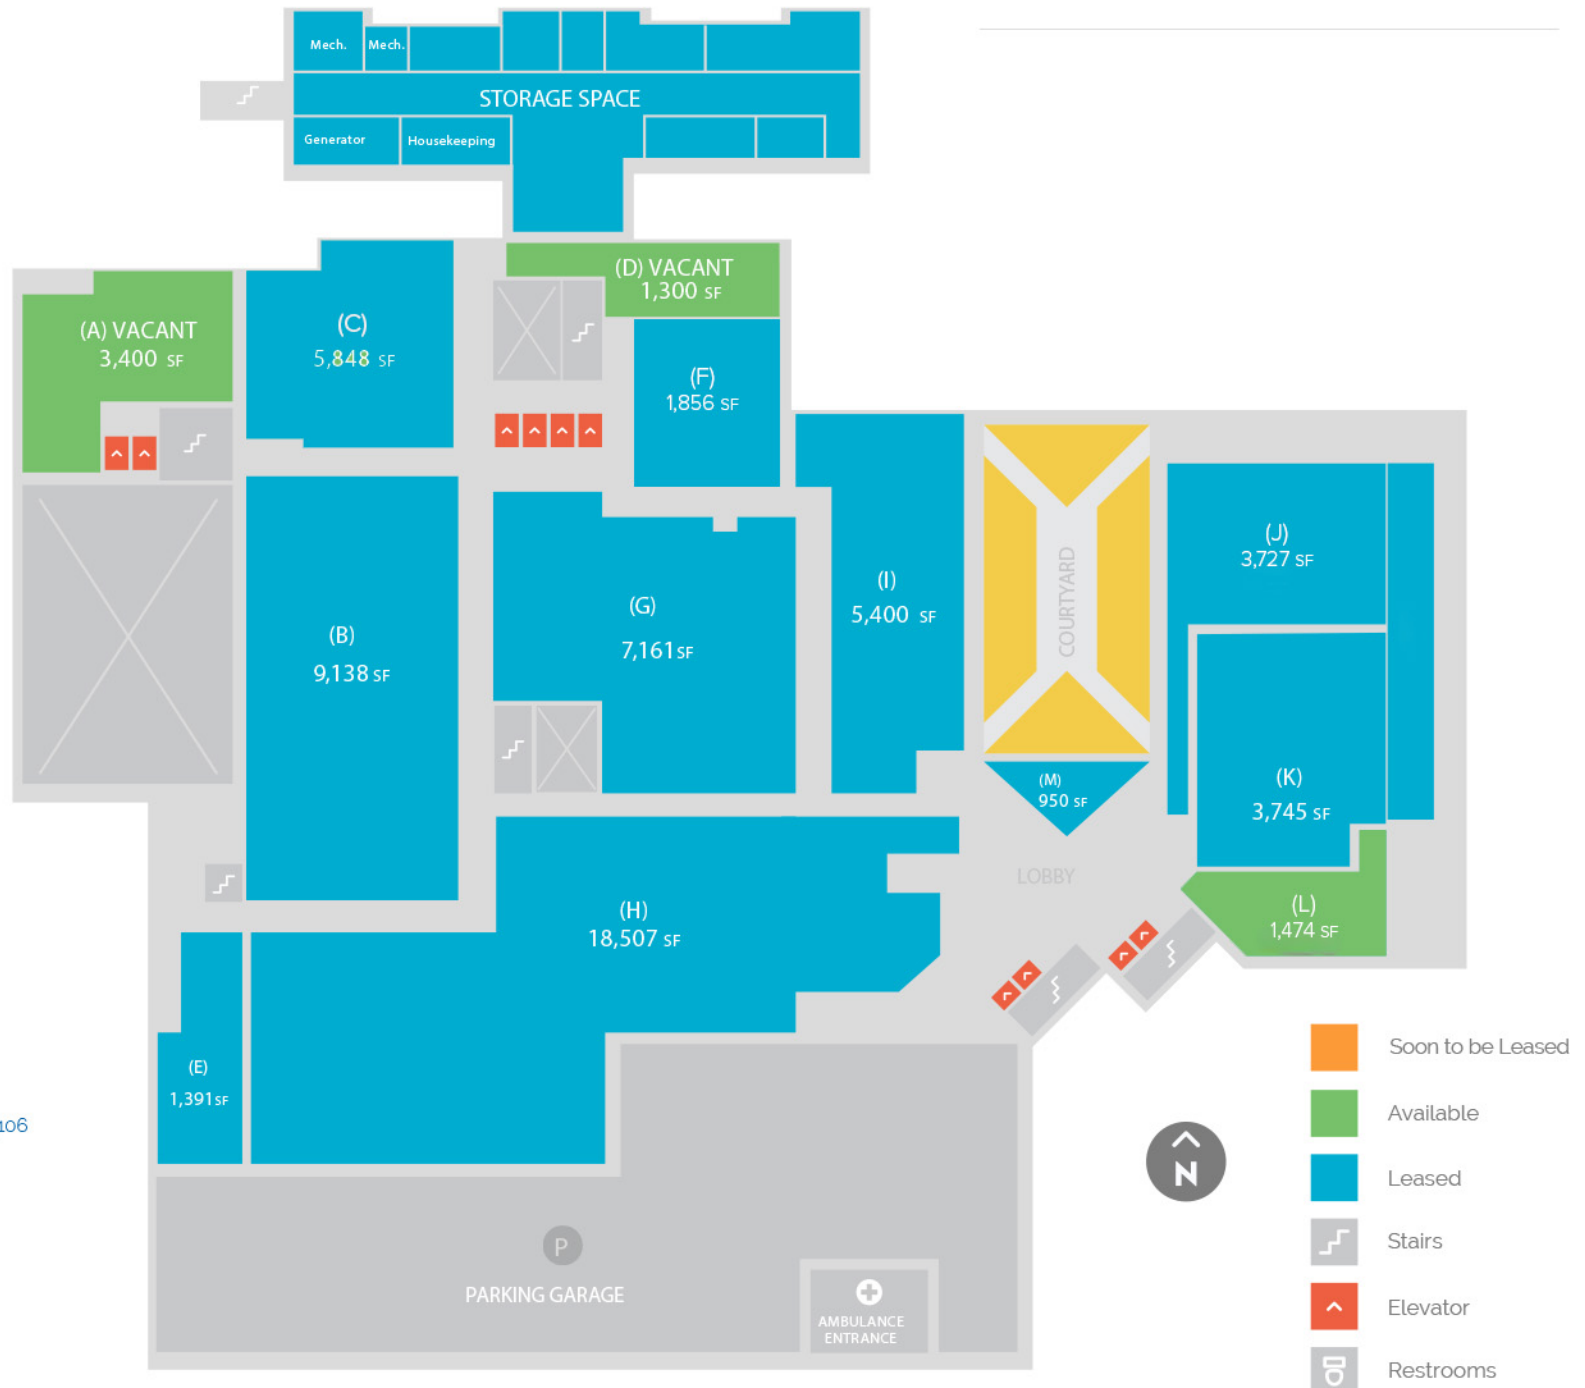 Mech.
Mech.
STORAGE SPACE
Generator
Housekeeping
(D) VACANT
1,300 SF
(A) VACANT
3,400 SF
(C)
5,848 SF
(F)
1,856 SF
(J)
3,727 SF
COURTYARD
(I)
5,400 SF
(G)
7,161 SF
(B)
9,138 SF
(M)
950 SF
(K)
3,745 SF
LOBBY
(L)
1,474 SF
(H)
18,507 SF
(E)
1,391 SF
106
N
P
PARKING GARAGE
AMBULANCE
ENTRANCE
Soon to be Leased
Available
Leased
Stairs
Elevator
Restrooms